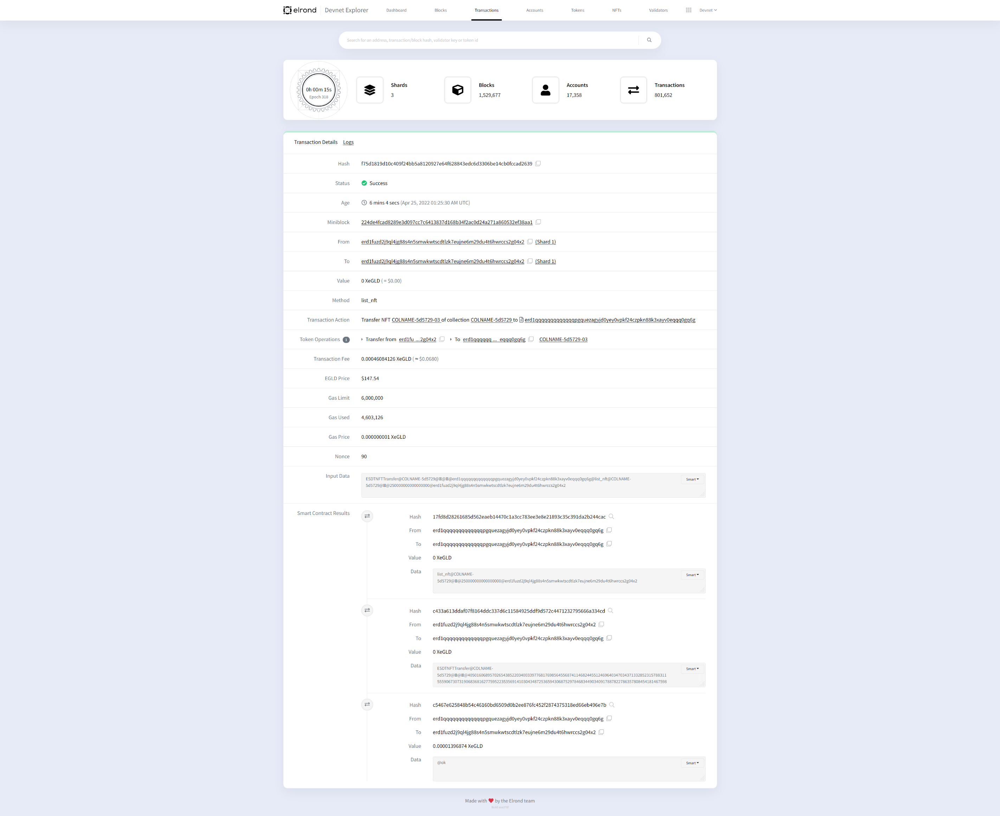 elrond Devnet Explorer Dashboard Blocks Transactions Accounts Tokens NFTs Validators Devnet
Search for an address, transaction/block hash, validator key or token id
0h 00m 15s
Epoch 318
Shards
3
Blocks
1,529,677
Accounts
17,358
Transactions
801,652
Transaction Details Logs
Hash f75d1819d10c409f24bb5a8120927e64f628843edc6d3306be14cb0fccad2639
Status Success
Age 6 mins 4 secs (Apr 25, 2022 01:25:30 AM UTC)
Miniblock 224de4fcad8289e3d097cc7c6413837d168b34f2ac0d24a271a860532ef38aa1
From erd1fuzd2j9ql4jg88s4n5smwkwtscdtlzk7eujne6m29du4t6hwrccs2g04x2 (Shard 1)
To erd1fuzd2j9ql4jg88s4n5smwkwtscdtlzk7eujne6m29du4t6hwrccs2g04x2 (Shard 1)
Value 0 XeGLD ( = $0.00)
Method list_nft
Transaction Action Transfer NFT COLNAME-5d5729-03 of collection COLNAME-5d5729 to erd1qqqqqqqqqqqqqpgquezagyjd0yey0vpkf24czpkn88k3xayv0eqqq0gq6g
Token Operations 1 Transfer from erd1fu ... 2g04x2 To erd1qqqqqq ... eqqq0gq6g COLNAME-5d5729-03
Transaction Fee 0.00046084126 XeGLD ( ≈ $0.0680)
EGLD Price $147.54
Gas Limit 6,000,000
Gas Used 4,603,126
Gas Price 0.000000001 XeGLD
Nonce 90
Input Data ESDTNFTTransfer@COLNAME-5d5729@@@@erd1qqqqqqqqqqqqqpgquezagyjd0yey0vpkf24czpkn88k3xayv0eqqq0gq6g@list_nft@COLNAME- Smart
5d5729@@250000000000000000@erd1fuzd2j9ql4jg88s4n5smwkwtscdtlzk7eujne6m29du4t6hwrccs2g04x2
Smart Contract Results
Hash 17fd8d28261685d562eaeb14470c1a3cc783ee3e8e21893c35c391da2b244cac
From erd1qqqqqqqqqqqqqpgquezagyjd0yey0vpkf24czpkn88k3xayv0eqqq0gq6g
To erd1qqqqqqqqqqqqqpgquezagyjd0yey0vpkf24czpkn88k3xayv0eqqq0gq6g
Value 0 XeGLD
Data list_nft@COLNAME- Smart
5d5729@@250000000000000000@erd1fuzd2j9ql4jg88s4n5smwkwtscdtlzk7eujne6m29du4t6hwrccs2g04x2
Hash c433a613ddaf07f8164ddc337d6c11584925ddf9d572c4471232795666a334cd
From erd1fuzd2j9ql4jg88s4n5smwkwtscdtlzk7eujne6m29du4t6hwrccs2g04x2
To erd1qqqqqqqqqqqqqpgquezagyjd0yey0vpkf24czpkn88k3xayv0eqqq0gq6g
Value 0 XeGLD
Data ESDTNFTTransfer@COLNAME- Smart
5d5729@@@@40501606895702654385220340033977681769856455687411468244551246964034703437133285231578831​1
5559067307319068368162775952235356914103043487253659430687529784683449034091788782278635780845418146759​8
Hash c5467e625848b54c46160bd6509d0b2ee876fc452f2874375318ed66eb496e7b
From erd1qqqqqqqqqqqqqpgquezagyjd0yey0vpkf24czpkn88k3xayv0eqqq0gq6g
To erd1fuzd2j9ql4jg88s4n5smwkwtscdtlzk7eujne6m29du4t6hwrccs2g04x2
Value 0.00001396874 XeGLD
Data @ok Smart
Made with by the Elrond team